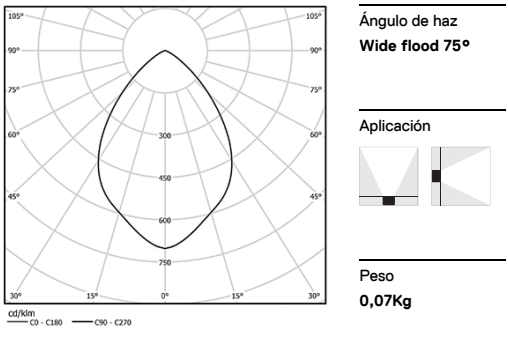 105° 105°
90° 90°
75° 75°
60° 60°
45° 45°
300
450
600
750
30° 15° 0° 15° 30°
cd/klm
C0 - C180 C90 - C270
Ángulo de haz
Wide flood 75º
Aplicación
Peso
0,07Kg